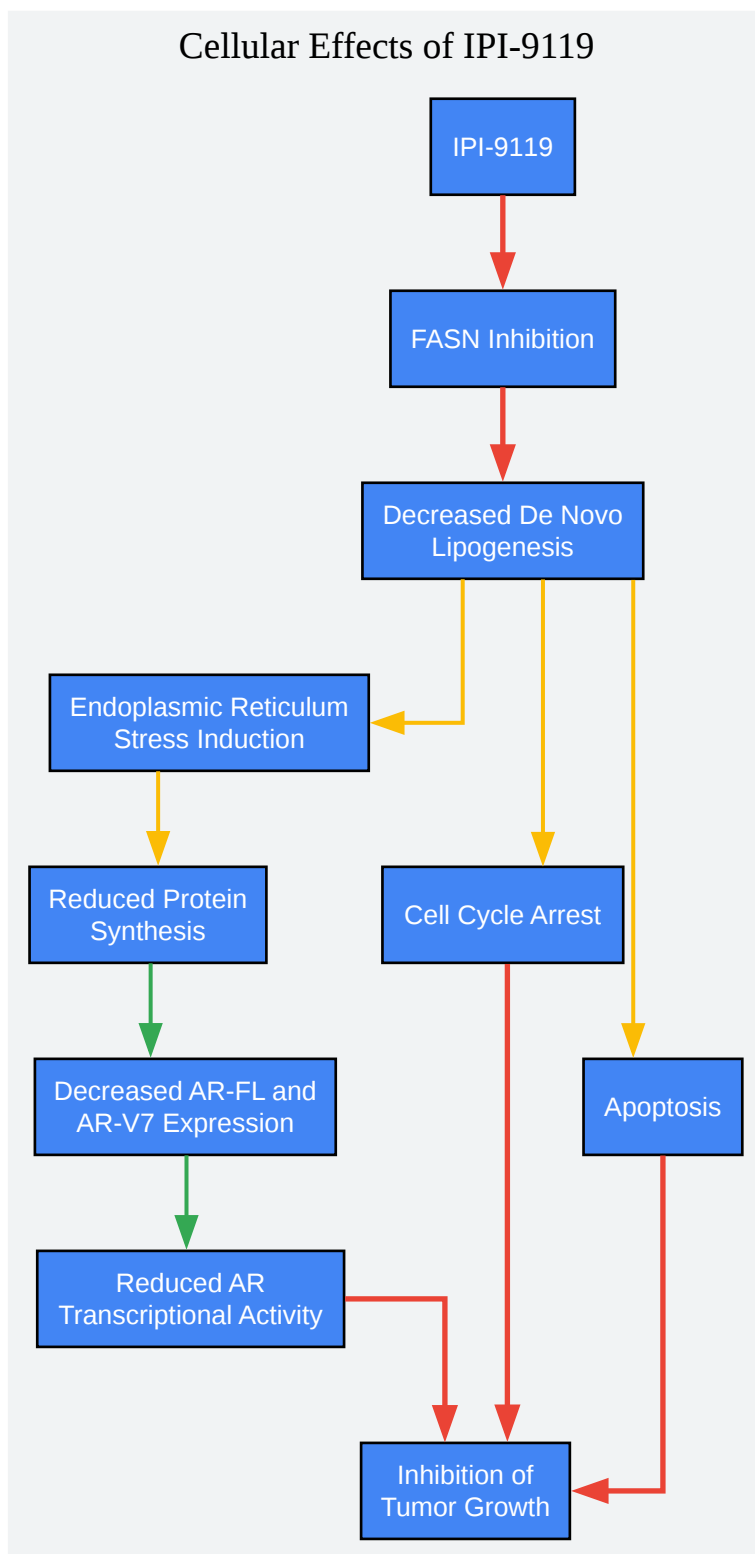 Cellular Effects of IPI-9119
IPI-9119
FASN Inhibition
Decreased De Novo
Lipogenesis
Endoplasmic Reticulum
Stress Induction
Reduced Protein
Synthesis
Cell Cycle Arrest
Decreased AR-FL and
AR-V7 Expression
Apoptosis
Reduced AR
Transcriptional Activity
Inhibition of
Tumor Growth